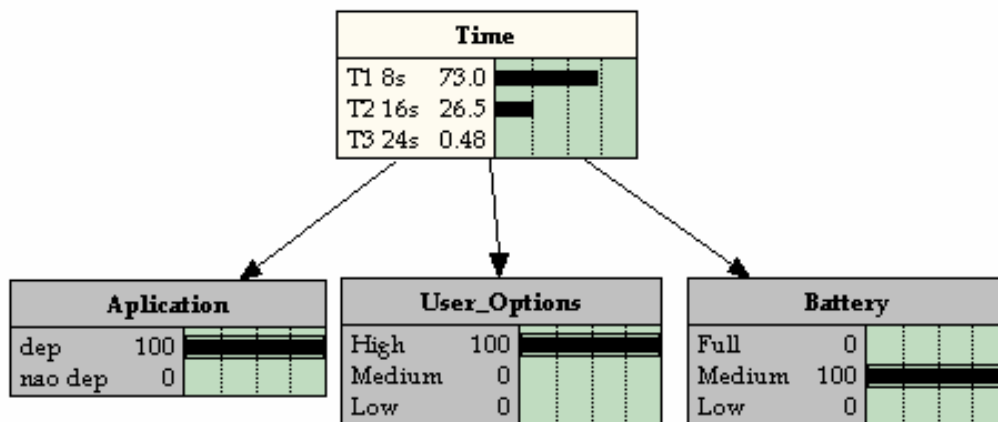 Time
T1 8s 73.0
T2 16s 26.5
T3 24s 0.48
Aplication
dep 100
nao dep 0
User_Options
High 100
Medium 0
Low 0
Battery
Full 0
Medium 100
Low 0